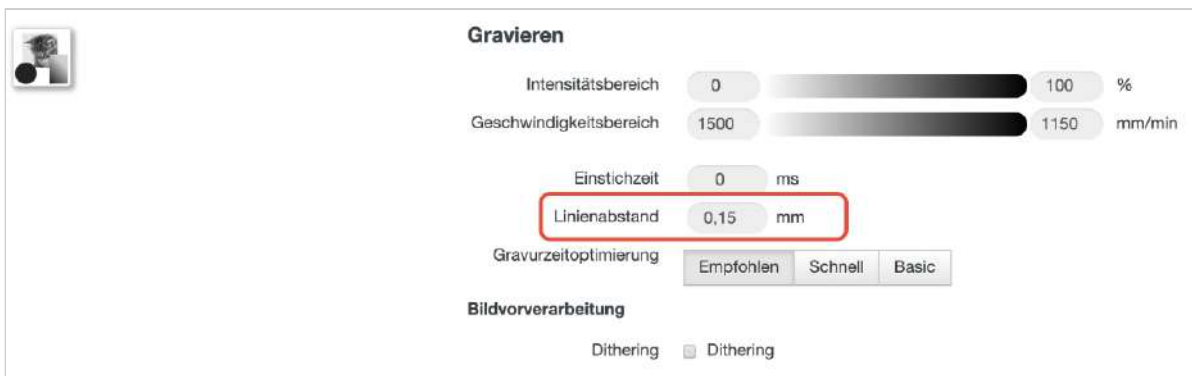 Gravieren
Intensitätsbereich 0 100 %
Geschwindigkeitsbereich 1500 1150 mm/min
Einstichzeit 0 ms
Linienabstand 0,15 mm
Gravurzeitoptimierung Empfohlen Schnell Basic
Bildvorverarbeitung
Dithering Dithering